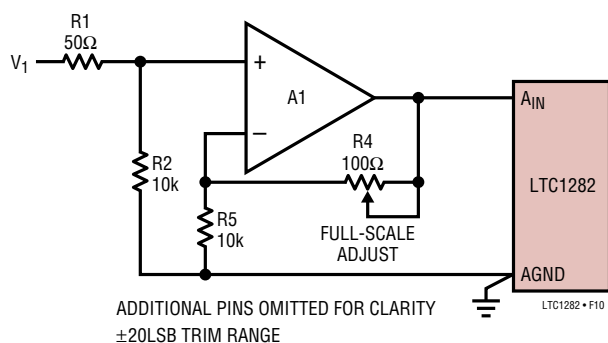 R1
50Ω
V1
+
A1
−
AIN
LTC1282
R4
100Ω
R2
10k
R5
10k
FULL-SCALE
ADJUST
AGND
ADDITIONAL PINS OMITTED FOR CLARITY
±20LSB TRIM RANGE
LTC1282 • F10